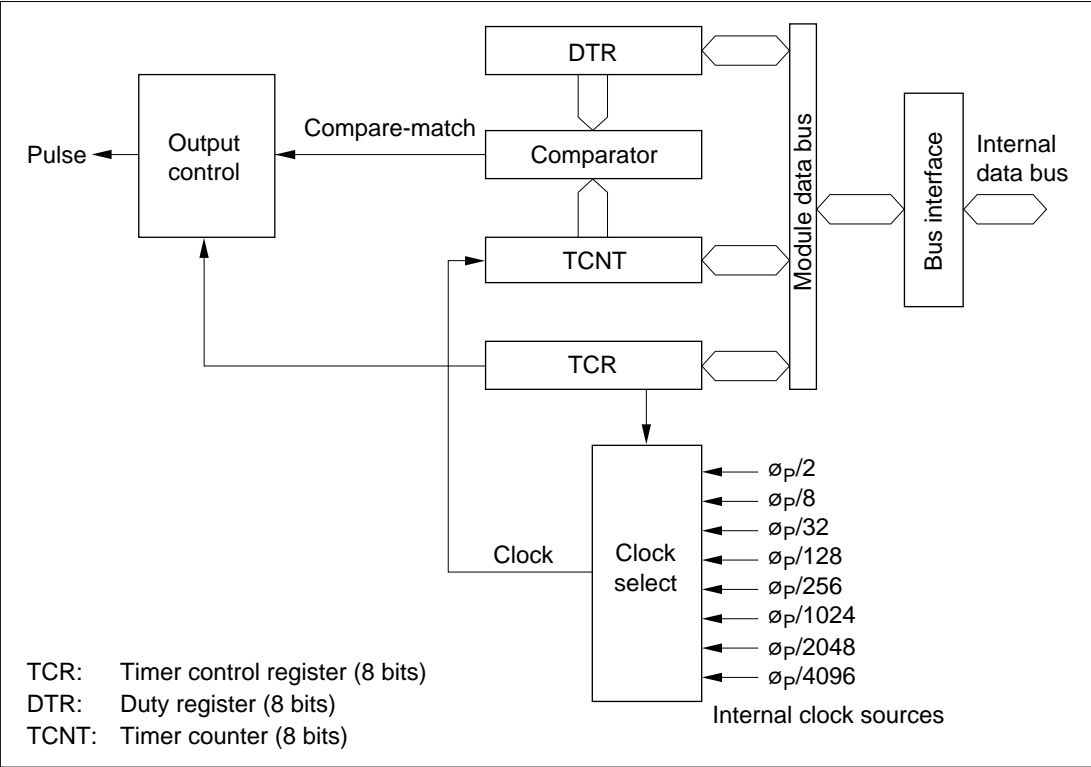 DTR
Compare-match
Pulse
Output
control
Comparator
TCNT
TCR
Module data bus
Bus interface
Internal
data bus
Clock
Clock
select
øP/2
øP/8
øP/32
øP/128
øP/256
øP/1024
øP/2048
øP/4096
Internal clock sources
TCR: Timer control register (8 bits)
DTR: Duty register (8 bits)
TCNT: Timer counter (8 bits)